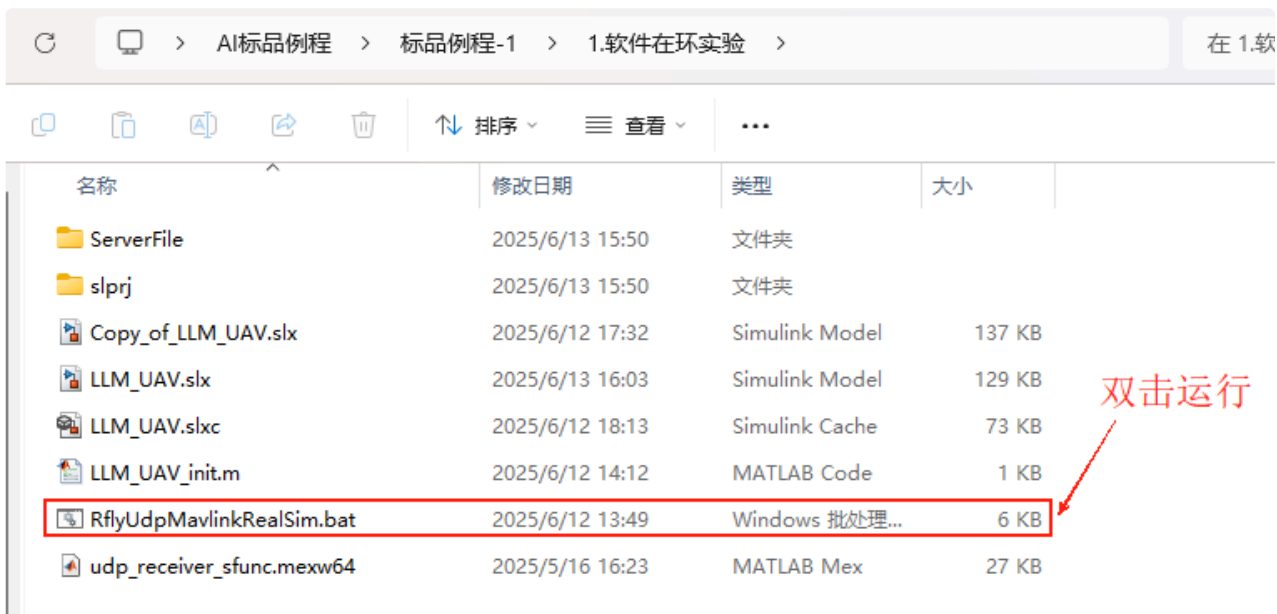 AI标品例程 > 标品例程-1 > 1.软件在环实验 > 在 1.软
排序 查看
名称 修改日期 类型 大小
ServerFile 2025/6/13 15:50 文件夹
slprj 2025/6/13 15:50 文件夹
Copy_of_LLM_UAV.slx 2025/6/12 17:32 Simulink Model 137 KB
LLM_UAV.slx 2025/6/13 16:03 Simulink Model 129 KB
双击运行
LLM_UAV.slxc 2025/6/12 18:13 Simulink Cache 73 KB
LLM_UAV_init.m 2025/6/12 14:12 MATLAB Code 1 KB
RflyUdpMavlinkRealSim.bat 2025/6/12 13:49 Windows 批处理... 6 KB
udp_receiver_sfunc.mexw64 2025/5/16 16:23 MATLAB Mex 27 KB